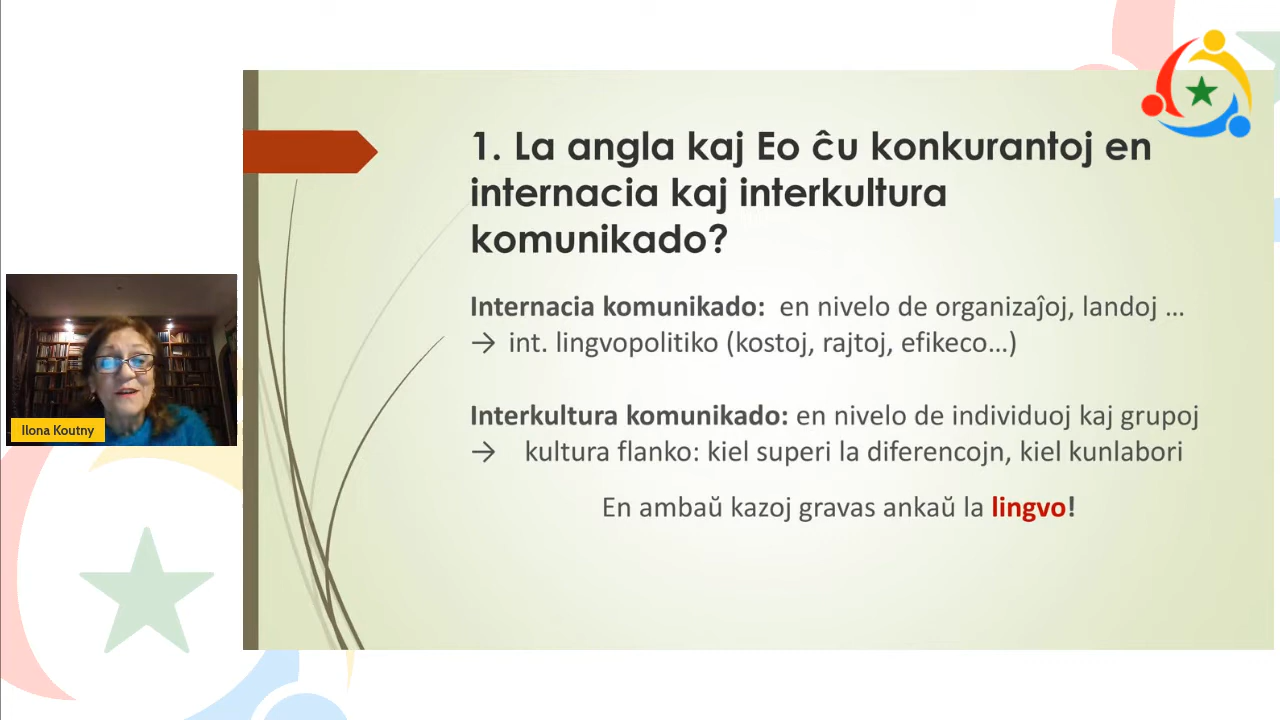 1. La angla kaj Eo ĉu konkurantoj en
internacia kaj interkultura
komunikado?
Internacia komunikado: en nivelo de organizaĵoj, landoj …
→ int. lingvopolitiko (kostoj, rajtoj, efikeco…)
Interkultura komunikado: en nivelo de individuoj kaj grupoj
→ kultura flanko: kiel superi la diferencojn, kiel kunlabori
En ambaŭ kazoj gravas ankaŭ la lingvo!
Ilona Koutny